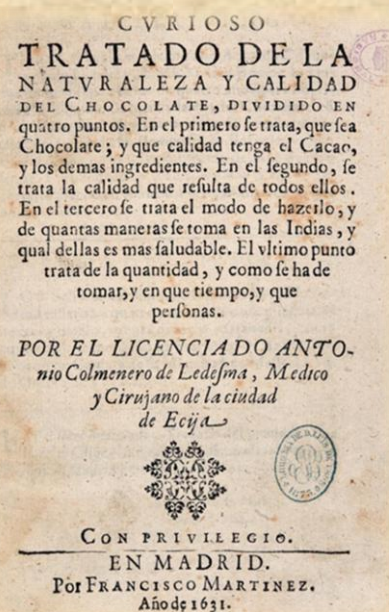 CVRIOSO
TRATADO DE LA
NATVRALEZA Y CALIDAD
DEL CHOCOLATE, DIVIDIDO EN
quatro puntos. En el primero se trata, que sea
Chocolate; y que calidad tenga el Cacao,
y los demas ingredientes. En el segundo, se
trata la calidad que resulta de todos ellos.
En el tercero se trata el modo de hazerlo, y
de quantas maneras se toma en las Indias, y
qual dellas es mas saludable. El vltimo punto
trata de la quantidad, y como se ha de
tomar, y en que tiempo, y que
personas.
POR EL LICENCIADO ANTO-
nio Colmenero de Ledesma, Medico
y Cirujano de la ciudad
de Ecija
CON PRIVILEGIO.
EN MADRID.
Por FRANCISCO MARTINEZ.
Año de 1631.